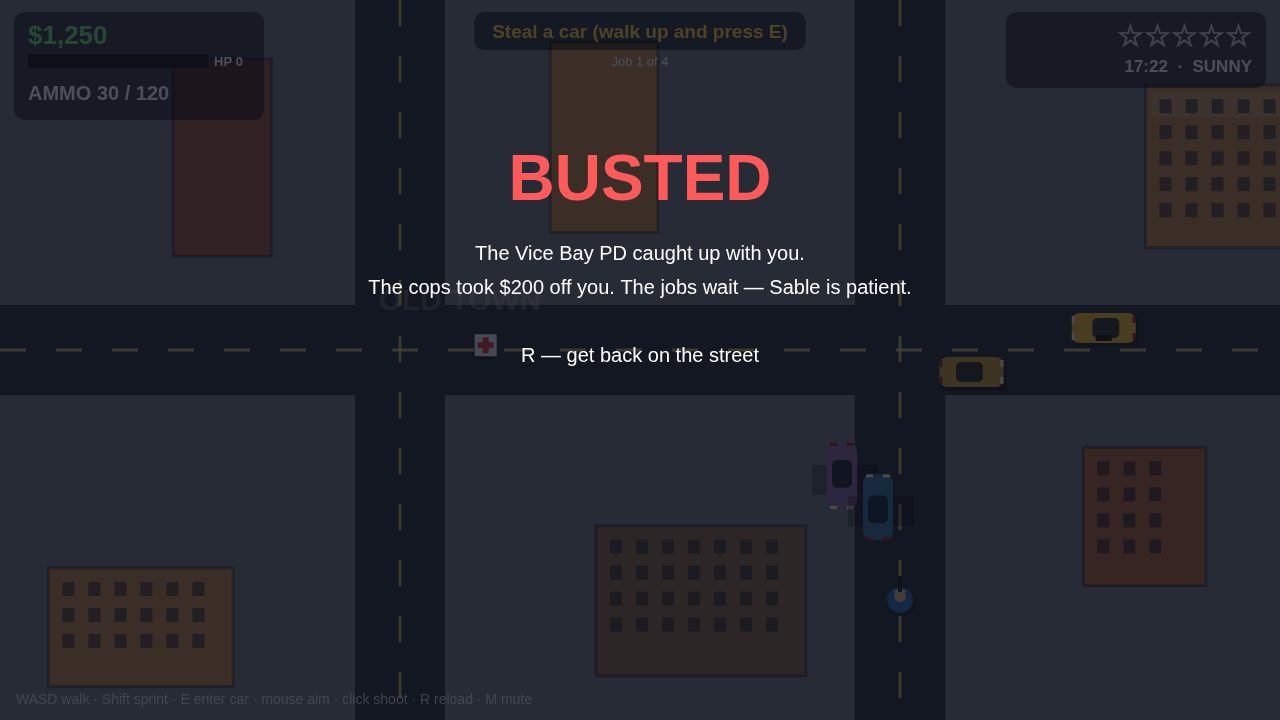 $1,250
HP 0
AMMO 30 / 120
Steal a car (walk up and press E)
Job 1 of 4
☆☆☆☆☆
17:22 · SUNNY
BUSTED
The Vice Bay PD caught up with you.
The cops took $200 off you. The jobs wait — Sable is patient.
OLD TOWN
R — get back on the street
WASD walk · Shift sprint · E enter car · mouse aim · click shoot · R reload · M mute